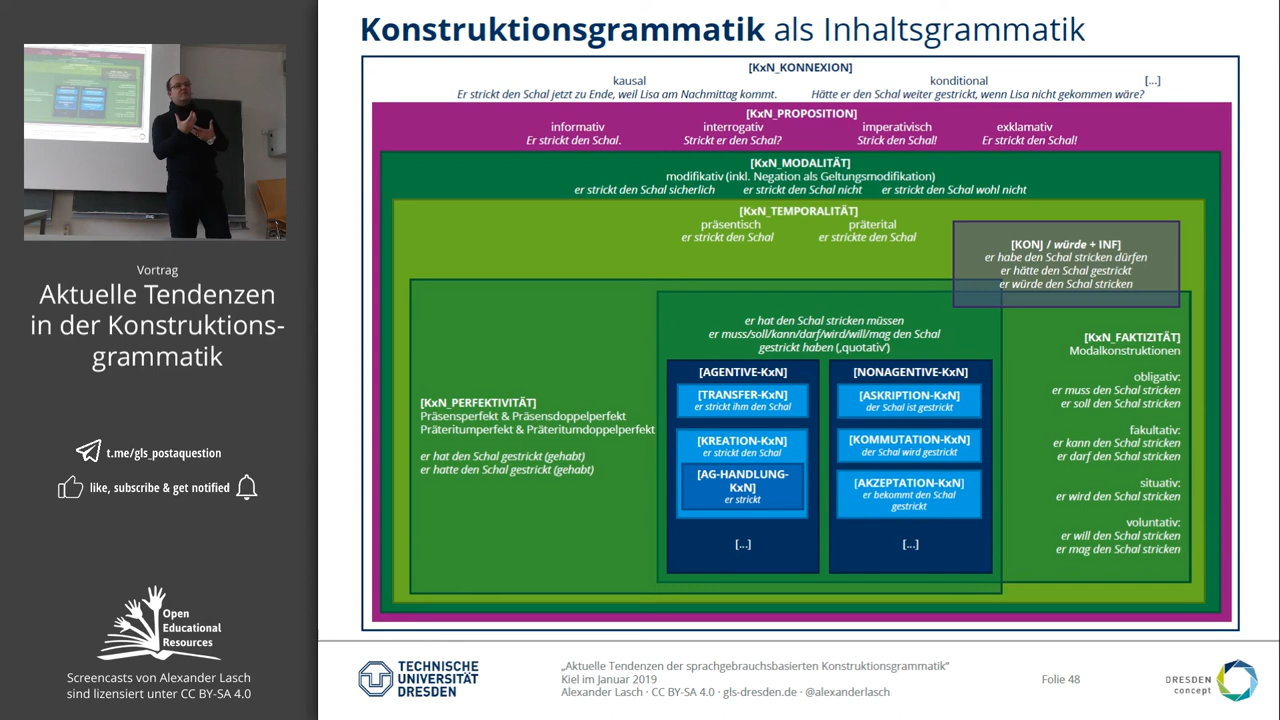 Konstruktionsgrammatik als Inhaltsgrammatik
[KxN_KONNEXION]
kausal
konditional
[...]
Er strickt den Schal jetzt zu Ende, weil Lisa am Nachmittag kommt.
Hätte er den Schal weiter gestrickt, wenn Lisa nicht gekommen wäre?
[KxN_PROPOSITION]
informativ
interrogativ
imperativisch
exklamativ
Er strickt den Schal.
Strickt er den Schal?
Strick den Schal!
Er strickt den Schal!
[KxN_MODALITÄT]
modifikativ (inkl. Negation als Geltungsmodifikation)
er strickt den Schal sicherlich
er strickt den Schal nicht
er strickt den Schal wohl nicht
[KxN_TEMPORALITÄT]
präsentisch
präterital
er strickt den Schal
er strickte den Schal
[KONJ / würde + INF]
er habe den Schal stricken dürfen
er hätte den Schal gestrickt
er würde den Schal stricken
er hat den Schal stricken müssen
er muss/soll/kann/darf/wird/will/mag den Schal
gestrickt haben (‚quotativ‘)
[KxN_PERFEKTIVITÄT]
Präsensperfekt & Präsensdoppelperfekt
Präteritumperfekt & Präteritumdoppelperfekt
er hat den Schal gestrickt (gehabt)
er hatte den Schal gestrickt (gehabt)
[AGENTIVE-KxN]
[TRANSFER-KxN]
er strickt ihm den Schal
[KREATION-KxN]
er strickt den Schal
[AG-HANDLUNG-
KxN]
er strickt
[...]
[NONAGENTIVE-KxN]
[ASKRIPTION-KxN]
der Schal ist gestrickt
[KOMMUTATION-KxN]
der Schal wird gestrickt
[AKZEPTATION-KxN]
er bekommt den Schal
gestrickt
[...]
[KxN_FAKTIZITÄT]
Modalkonstruktionen
obligativ:
er muss den Schal stricken
er soll den Schal stricken
fakultativ:
er kann den Schal stricken
er darf den Schal stricken
situativ:
er wird den Schal stricken
voluntativ:
er will den Schal stricken
er mag den Schal stricken
Vortrag
Aktuelle Tendenzen
in der Konstruktions-
grammatik
t.me/gls_postaquestion
like, subscribe & get notified
Open
Educational
Resources
Screencasts von Alexander Lasch
sind lizensiert unter CC BY-SA 4.0
TECHNISCHE
UNIVERSITÄT
DRESDEN
„Aktuelle Tendenzen der sprachgebrauchsbasierten Konstruktionsgrammatik“
Kiel im Januar 2019
Alexander Lasch · CC BY-SA 4.0 · gls-dresden.de · @alexanderlasch
Folie 48
DRESDEN
concept